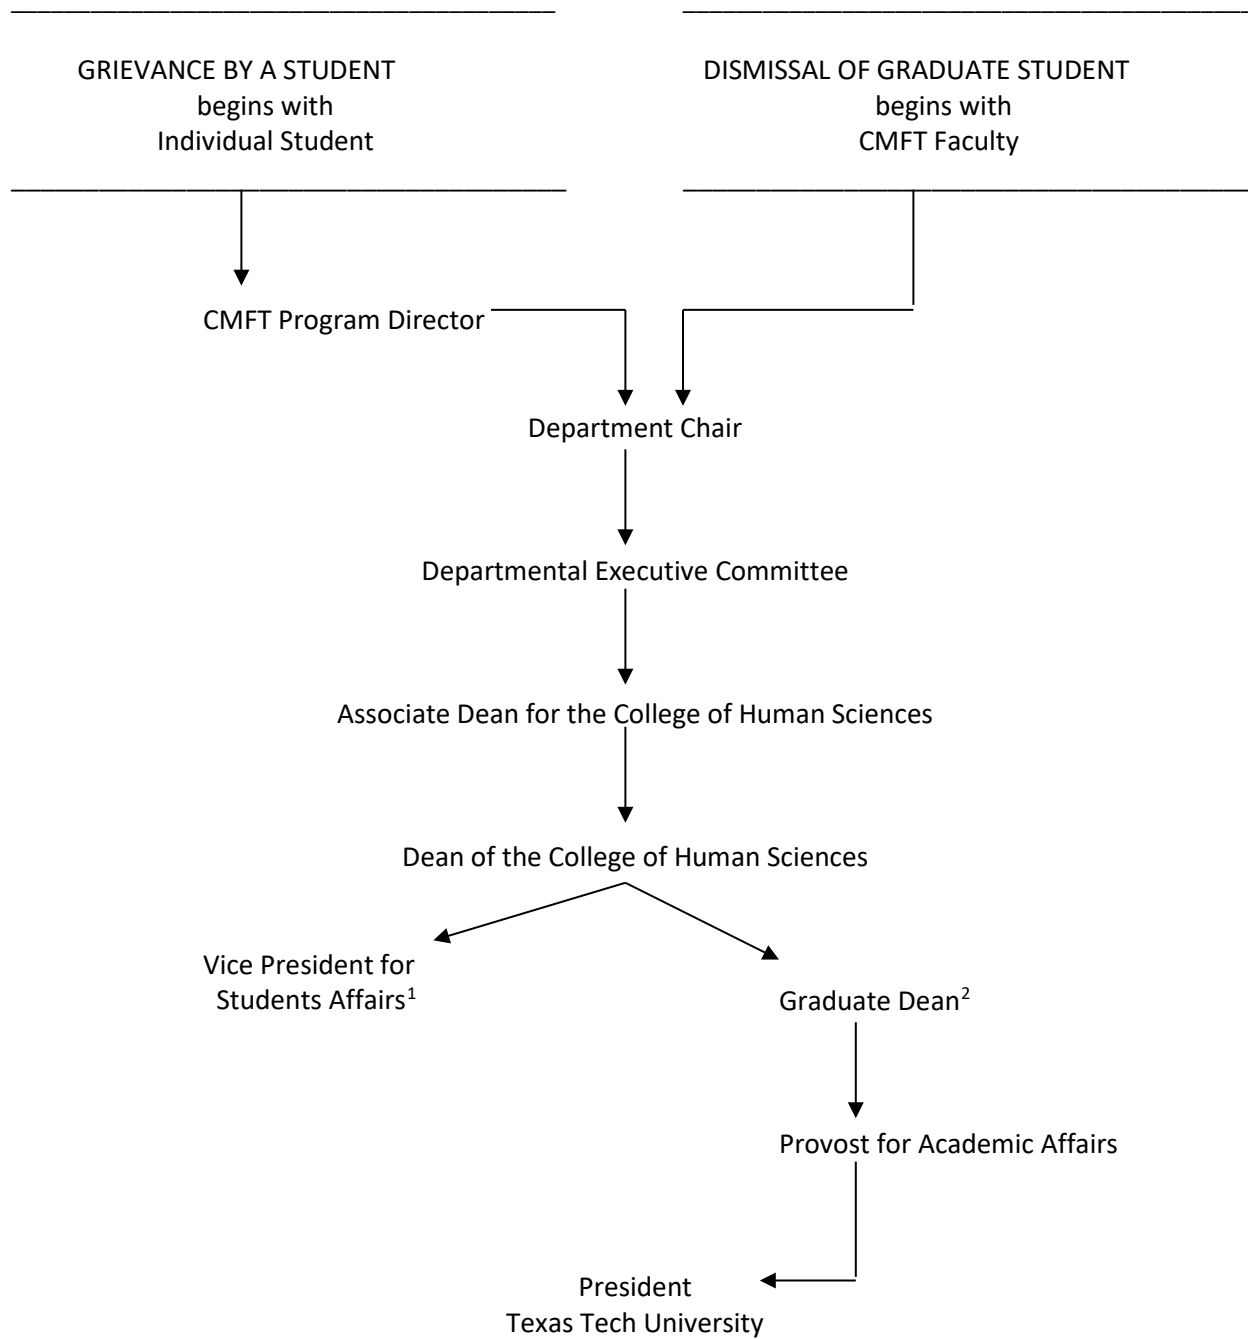 GRIEVANCE BY A STUDENT
begins with
Individual Student
DISMISSAL OF GRADUATE STUDENT
begins with
CMFT Faculty
CMFT Program Director
Department Chair
Departmental Executive Committee
Associate Dean for the College of Human Sciences
Dean of the College of Human Sciences
Vice President for
Students Affairs¹
Graduate Dean²
Provost for Academic Affairs
President
Texas Tech University